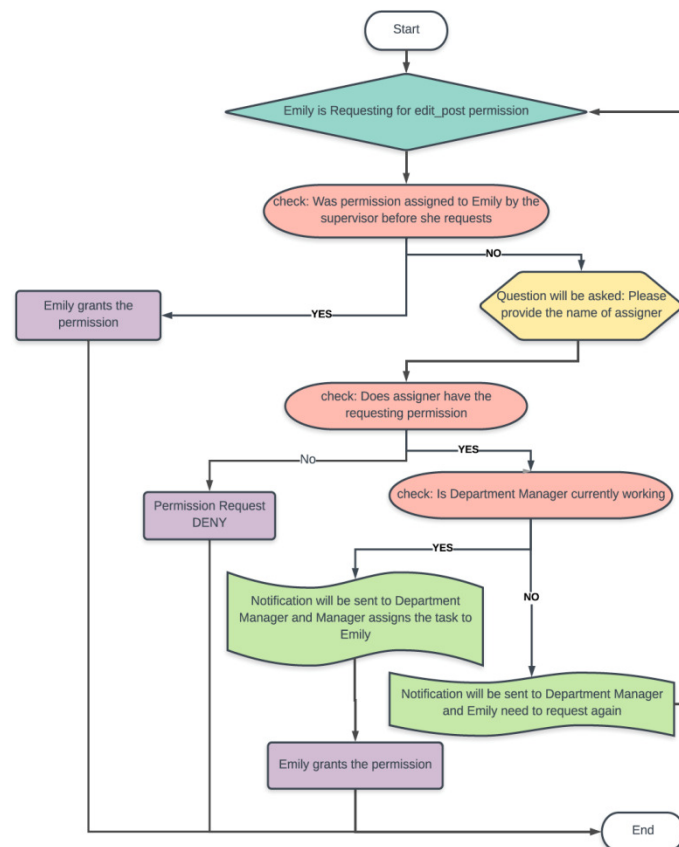 Start
Emily is Requesting for edit_post permission
check: Was permission assigned to Emily by the
supervisor before she requests
NO
Question will be asked: Please
provide the name of assigner
Emily grants the
permission
YES
check: Does assigner have the
requesting permission
No
YES
check: Is Department Manager currently working
Permission Request
DENY
YES
NO
Notification will be sent to Department
Manager and Manager assigns the task to
Emily
Notification will be sent to Department Manager
and Emily need to request again
Emily grants the permission
End